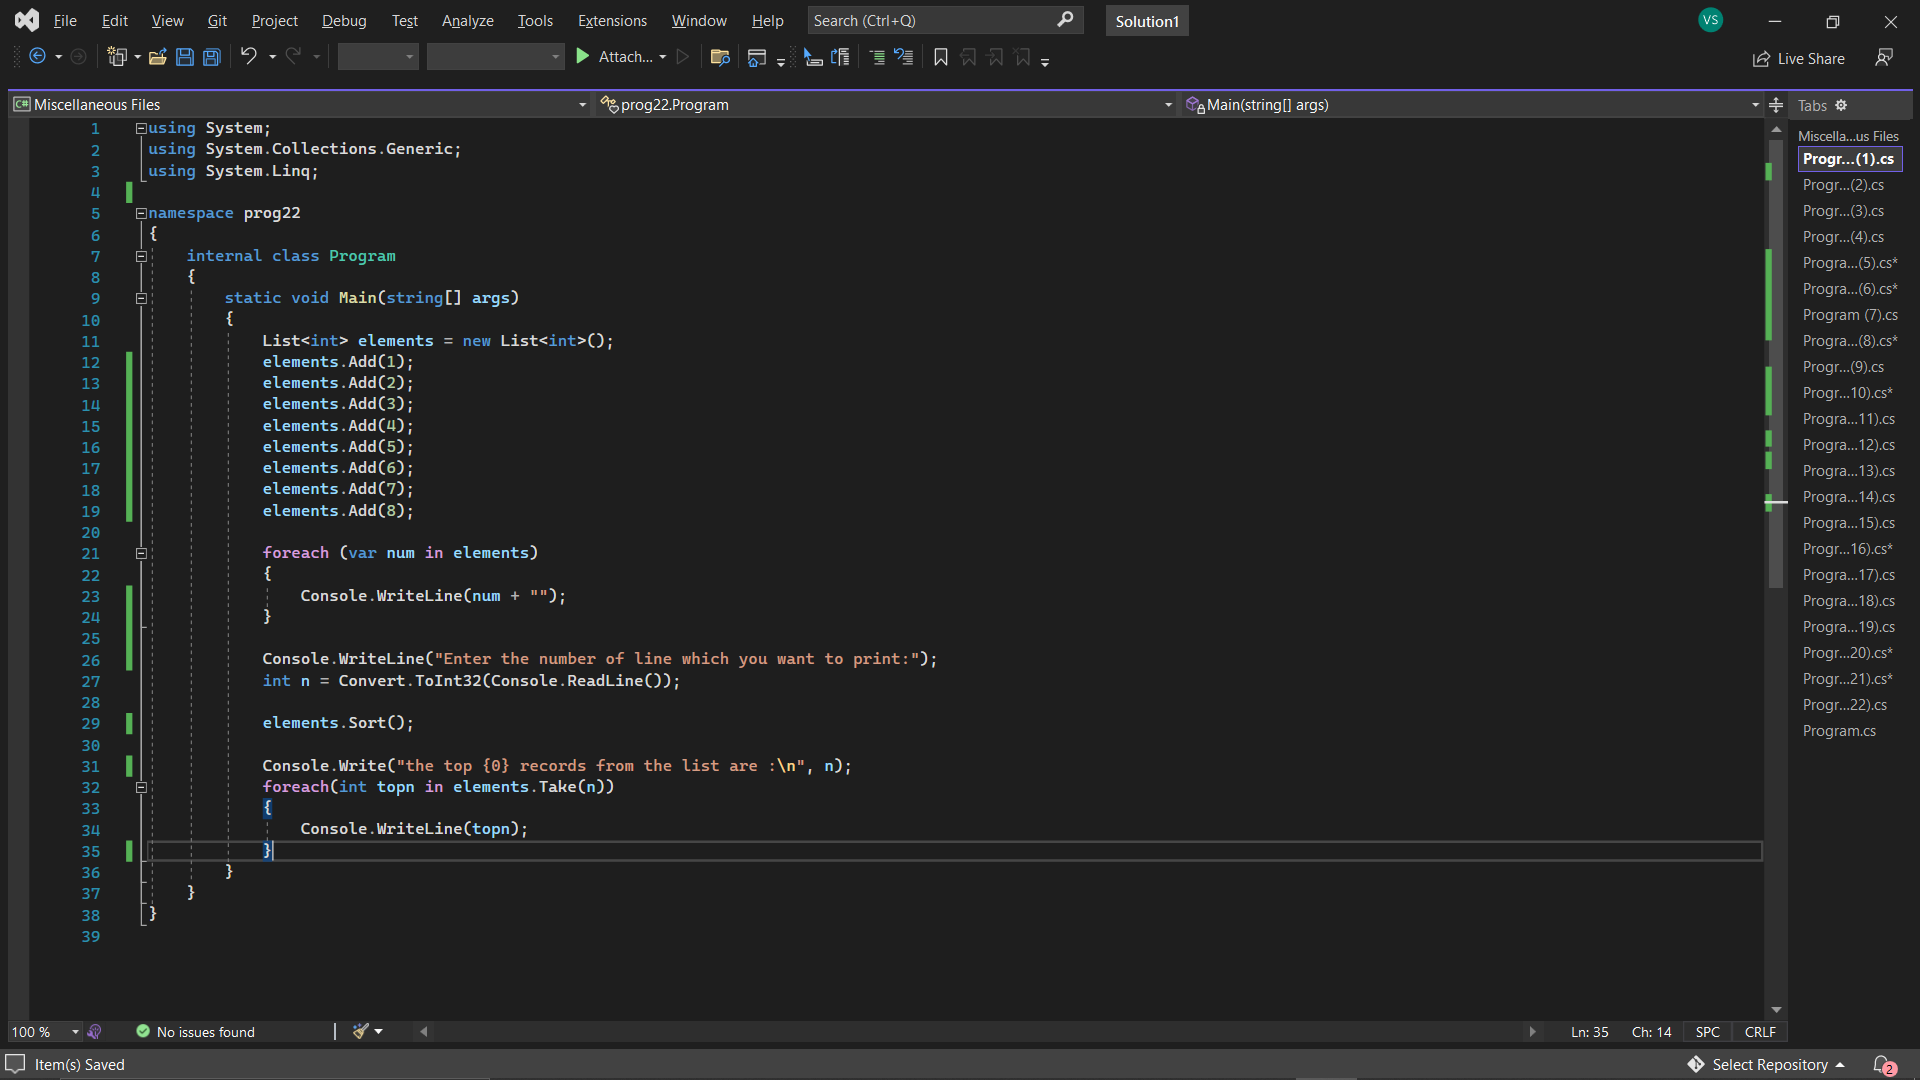 File Edit View Git Project Debug Test Analyze Tools Extensions Window Help Search (Ctrl+Q) Solution1 VS
Attach... Live Share
C# Miscellaneous Files prog22.Program Main(string[] args) Tabs
1 using System;
2 using System.Collections.Generic;
3 using System.Linq;
4
5 namespace prog22
6 {
7 internal class Program
8 {
9 static void Main(string[] args)
10 {
11 List<int> elements = new List<int>();
12 elements.Add(1);
13 elements.Add(2);
14 elements.Add(3);
15 elements.Add(4);
16 elements.Add(5);
17 elements.Add(6);
18 elements.Add(7);
19 elements.Add(8);
20
21 foreach (var num in elements)
22 {
23 Console.WriteLine(num + "");
24 }
25
26 Console.WriteLine("Enter the number of line which you want to print:");
27 int n = Convert.ToInt32(Console.ReadLine());
28
29 elements.Sort();
30
31 Console.Write("the top {0} records from the list are :\n", n);
32 foreach(int topn in elements.Take(n))
33 {
34 Console.WriteLine(topn);
35 }
36 }
37 }
38 }
39
Miscella...us Files
Progr...(1).cs
Progr...(2).cs
Progr...(3).cs
Progr...(4).cs
Progra...(5).cs*
Progra...(6).cs*
Program (7).cs
Progra...(8).cs*
Progr...(9).cs
Progr...10).cs*
Progra...11).cs
Progra...12).cs
Progra...13).cs
Progra...14).cs
Progra...15).cs
Progr...16).cs*
Progra...17).cs
Progra...18).cs
Progra...19).cs
Progr...20).cs*
Progr...21).cs*
Progr...22).cs
Program.cs
100 % No issues found Ln: 35 Ch: 14 SPC CRLF
Item(s) Saved Select Repository 2